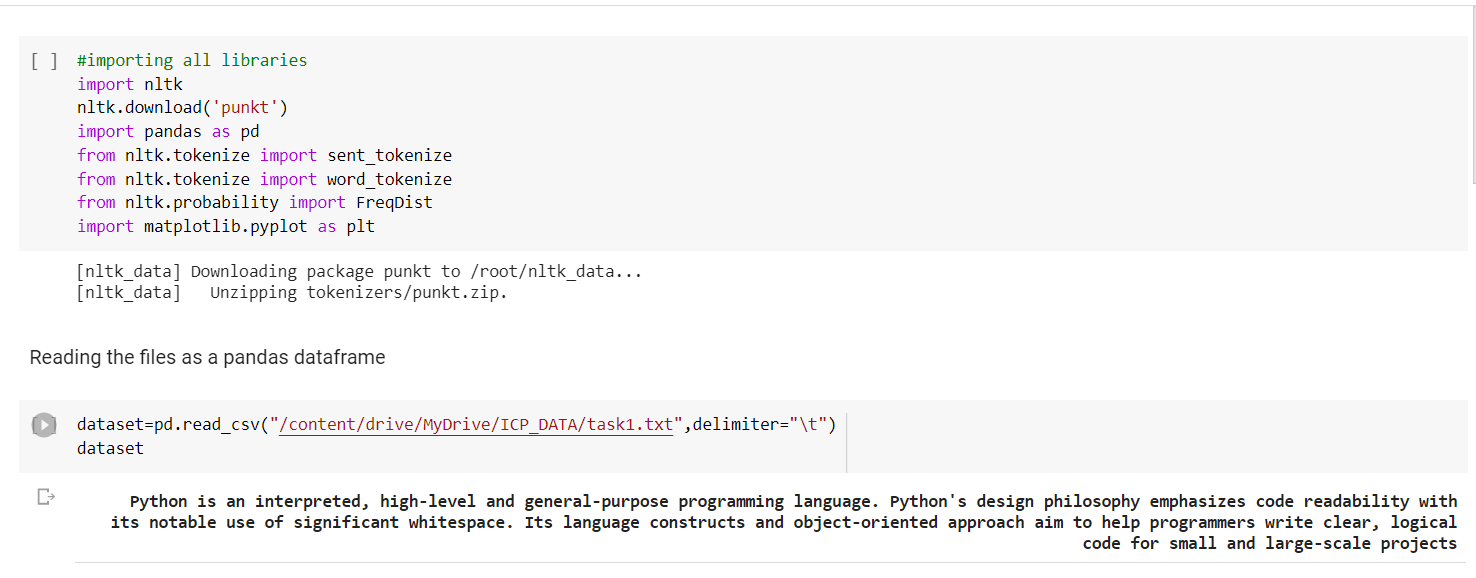 [ ] #importing all libraries
import nltk
nltk.download('punkt')
import pandas as pd
from nltk.tokenize import sent_tokenize
from nltk.tokenize import word_tokenize
from nltk.probability import FreqDist
import matplotlib.pyplot as plt
[nltk_data] Downloading package punkt to /root/nltk_data...
[nltk_data]   Unzipping tokenizers/punkt.zip.
Reading the files as a pandas dataframe
dataset=pd.read_csv("/content/drive/MyDrive/ICP_DATA/task1.txt",delimiter="\t")
dataset
Python is an interpreted, high-level and general-purpose programming language. Python's design philosophy emphasizes code readability with
its notable use of significant whitespace. Its language constructs and object-oriented approach aim to help programmers write clear, logical
code for small and large-scale projects